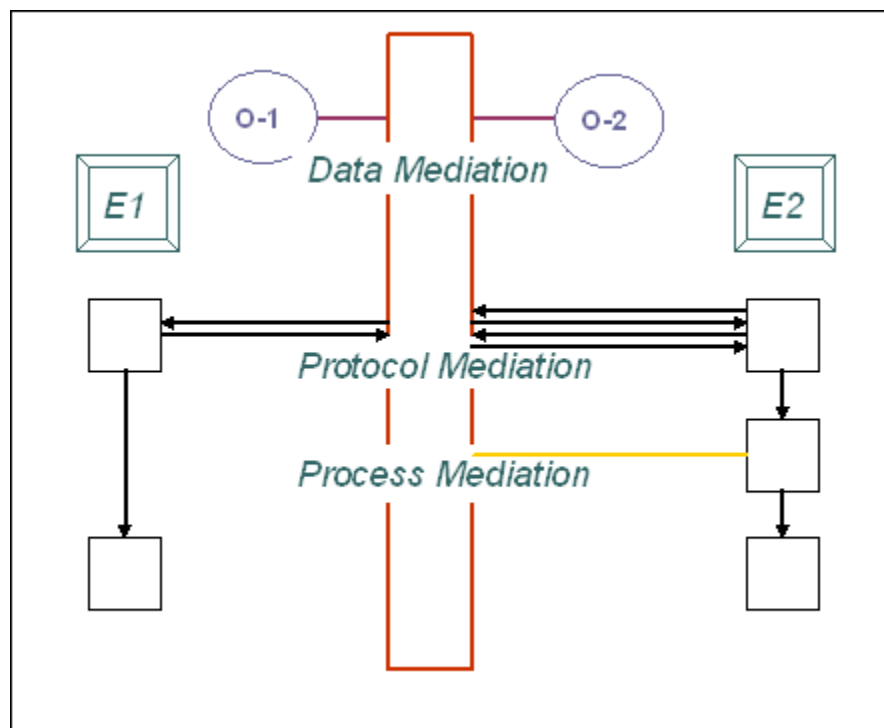 O-1
O-2
Data Mediation
E1
E2
Protocol Mediation
Process Mediation